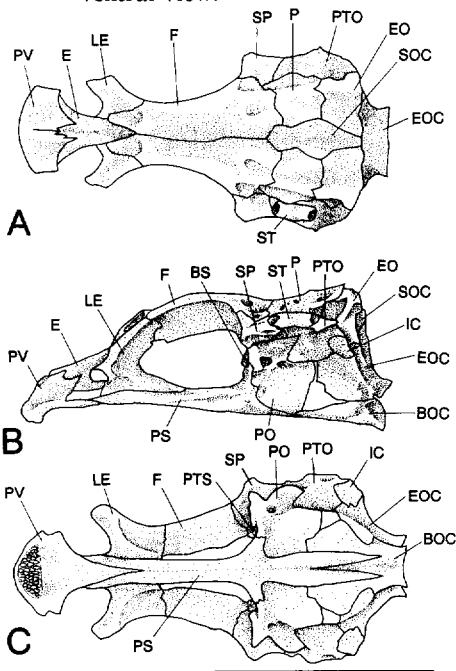 SP P PTO
EO
LE F SOC
PV E
EOC
A
ST
F BS SP ST P PTO EO
SOC
LE IC
E
EOC
PV
BOC
B PS PO
SP PO PTO IC
PV LE F PTS EOC
BOC
C PS